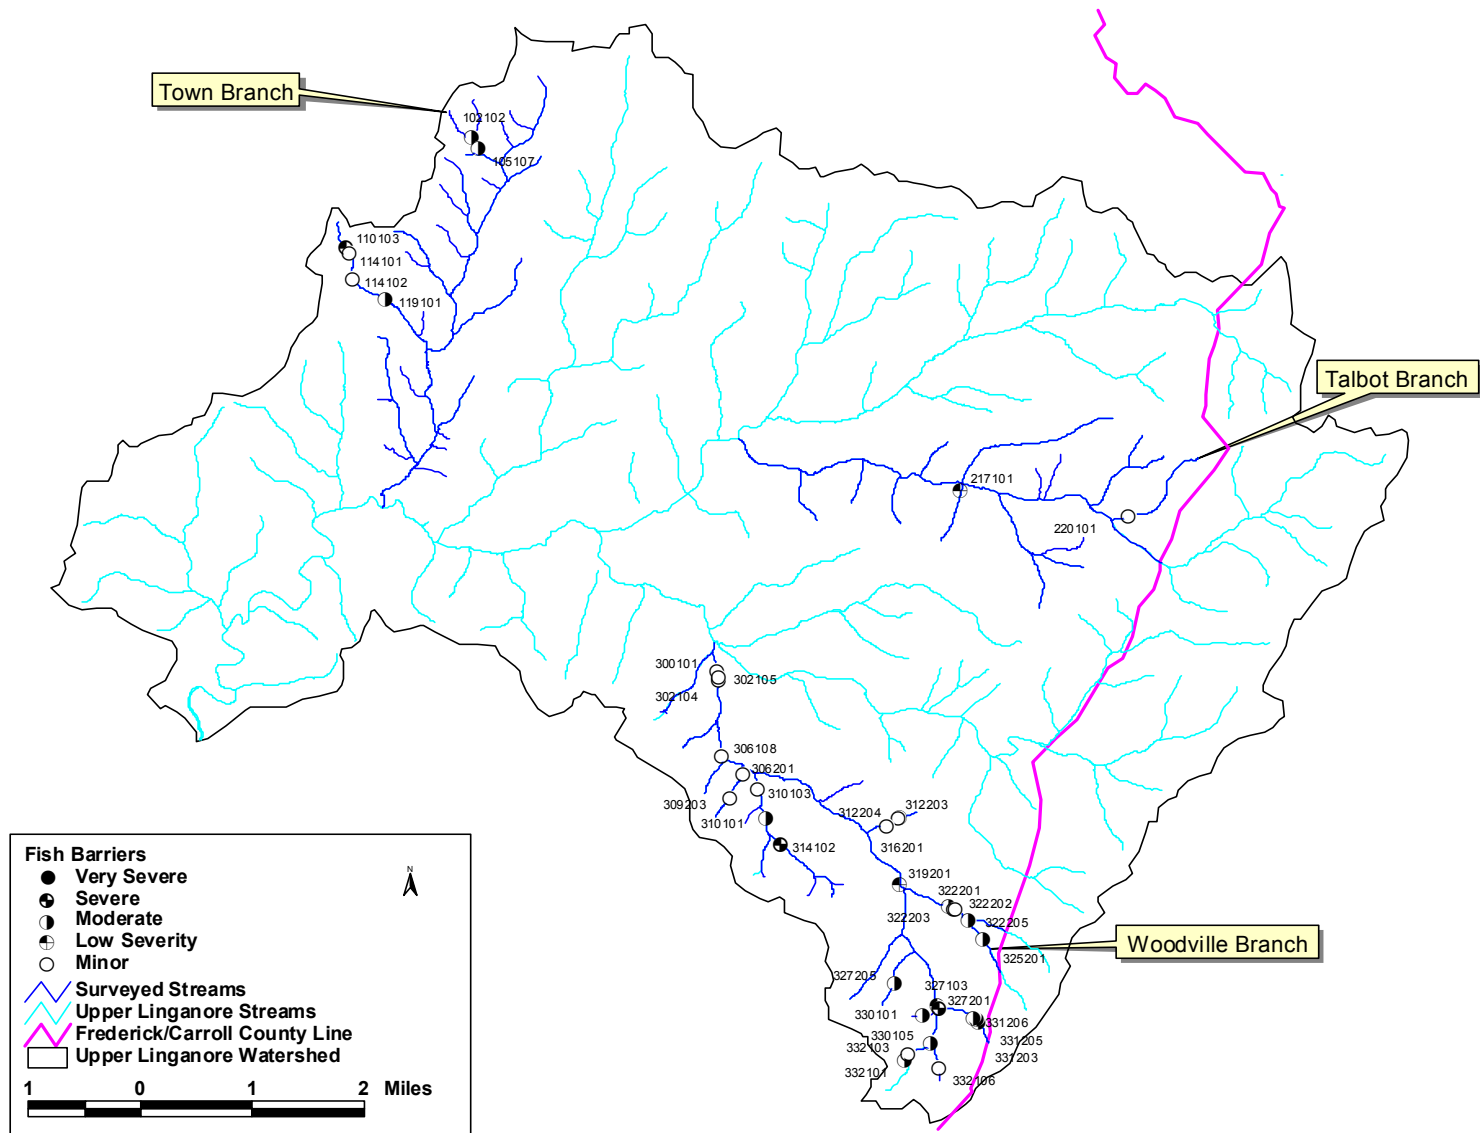 Town Branch
102102
105107
110103
114101
114102
119101
Talbot Branch
217101
220101
300101
302105
302104
306108
306201
310103
309203
310101
312203
312204
314102
316201
319201
322201
322202
322203
322205
325201
Woodville Branch
327205
327103
327201
330101
331206
330105
331205
332103
331203
332101
332106
Fish Barriers
Very Severe
Severe
Moderate
Low Severity
Minor
Surveyed Streams
Upper Linganore Streams
Frederick/Carroll County Line
Upper Linganore Watershed
N
1 0 1 2 Miles